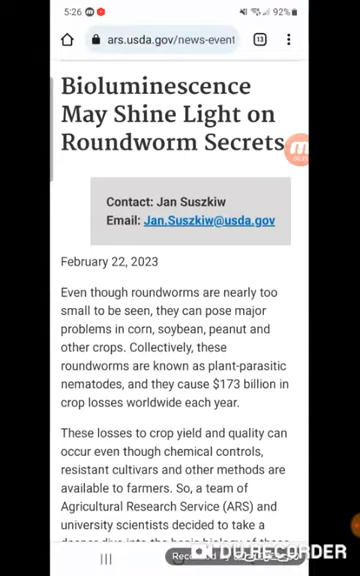 5:26
92%
ars.usda.gov/news-event
13
Bioluminescence
May Shine Light on
Roundworm Secrets
Contact: Jan Suszkiw
Email: Jan.Suszkiw@usda.gov
February 22, 2023
Even though roundworms are nearly too
small to be seen, they can pose major
problems in corn, soybean, peanut and
other crops. Collectively, these
roundworms are known as plant-parasitic
nematodes, and they cause $173 billion in
crop losses worldwide each year.
These losses to crop yield and quality can
occur even though chemical controls,
resistant cultivars and other methods are
available to farmers. So, a team of
Agricultural Research Service (ARS) and
university scientists decided to take a
deeper dive into the basic biology of these
DU RECORDER